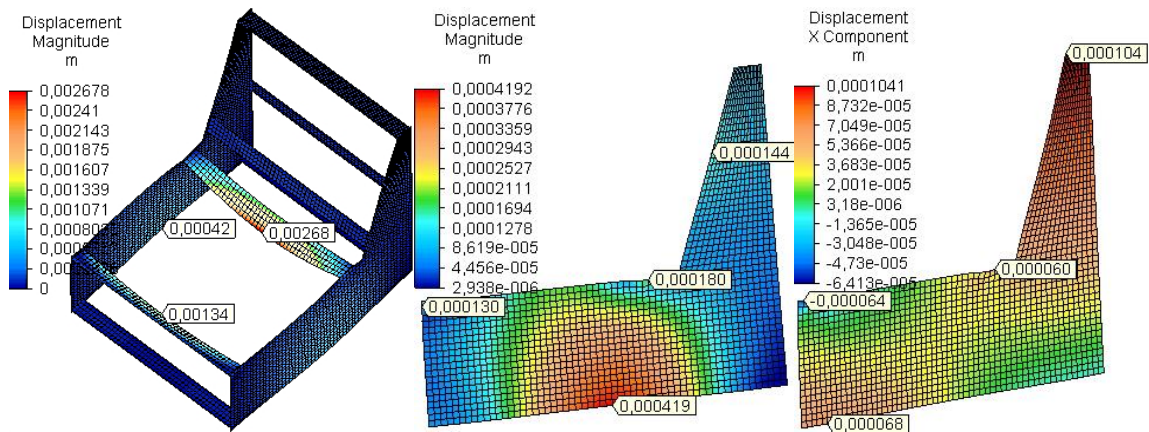 Displacement
Magnitude
m
0,002678
0,00241
0,002143
0,001875
0,001607
0,001339
0,001071
0
0,00042
0,00268
0,00134
Displacement
Magnitude
m
0,0004192
0,0003776
0,0003359
0,0002943
0,0002527
0,0002111
0,0001694
0,0001278
8,619e-005
4,456e-005
2,938e-006
0,000144
0,000180
0,000130
0,000419
Displacement
X Component
m
0,0001041
8,732e-005
7,049e-005
5,366e-005
3,683e-005
2,001e-005
3,18e-006
-1,365e-005
-3,048e-005
-4,73e-005
-6,413e-005
0,000104
0,000060
-0,000064
0,000068